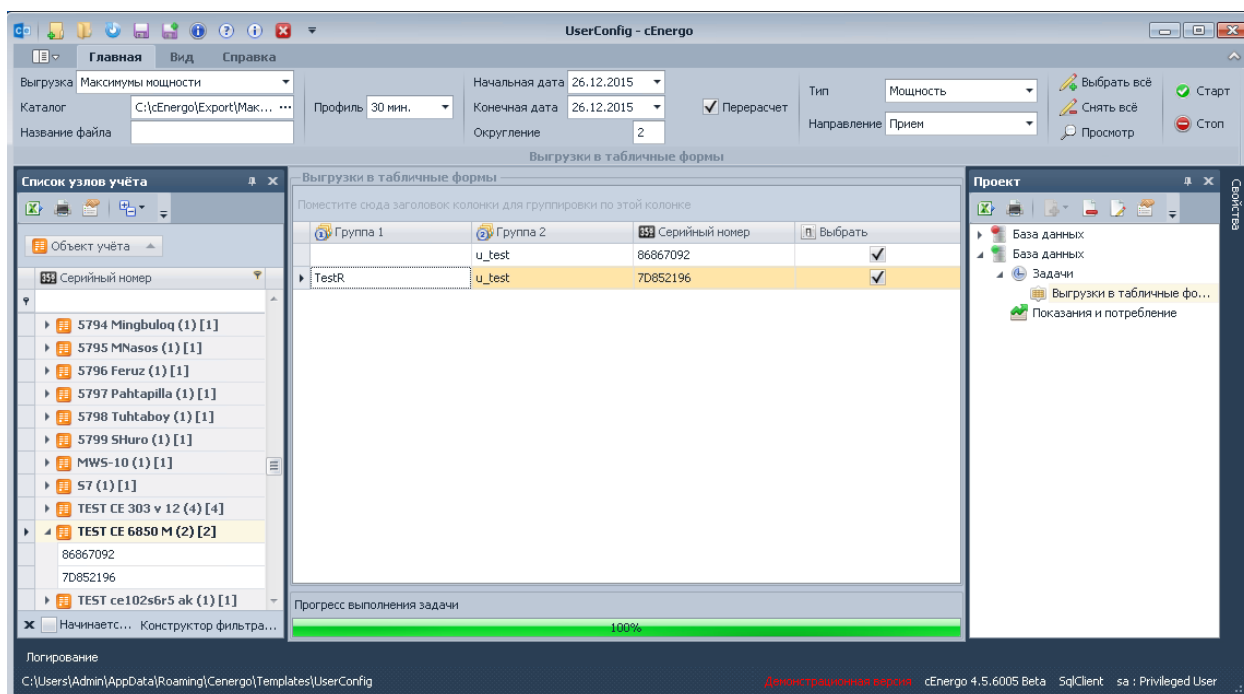 UserConfig - cEnergo
Главная Вид Справка
Выгрузка Максимумы мощности
Каталог C:\cEnergo\Export\Мак... ...
Название файла
Профиль 30 мин.
Начальная дата 26.12.2015
Конечная дата 26.12.2015
Округление 2
Перерасчет
Тип Мощность
Направление Прием
Выбрать всё
Снять всё
Просмотр
Старт
Стоп
Выгрузки в табличные формы
Список узлов учёта
Объект учёта
Серийный номер
5794 Mingbuloq (1) [1]
5795 MNasos (1) [1]
5796 Feruz (1) [1]
5797 Pahtapilla (1) [1]
5798 Tuhtaboy (1) [1]
5799 SHuro (1) [1]
MWS-10 (1) [1]
S7 (1) [1]
TEST CE 303 v 12 (4) [4]
TEST CE 6850 M (2) [2]
86867092
7D852196
TEST ce102s6r5 ak (1) [1]
Начинаетс... Конструктор фильтра...
Выгрузки в табличные формы
Поместите сюда заголовок колонки для группировки по этой колонке
Группа 1 Группа 2 Серийный номер Выбрать
u_test 86867092
TestR u_test 7D852196
Прогресс выполнения задачи
100%
Проект
База данных
База данных
Задачи
Выгрузки в табличные фо...
Показания и потребление
Свойства
Логирование
C:\Users\Admin\AppData\Roaming\Cenergo\Templates\UserConfig
Демонстрационная версия cEnergo 4.5.6005 Beta SqlClient sa : Privileged User